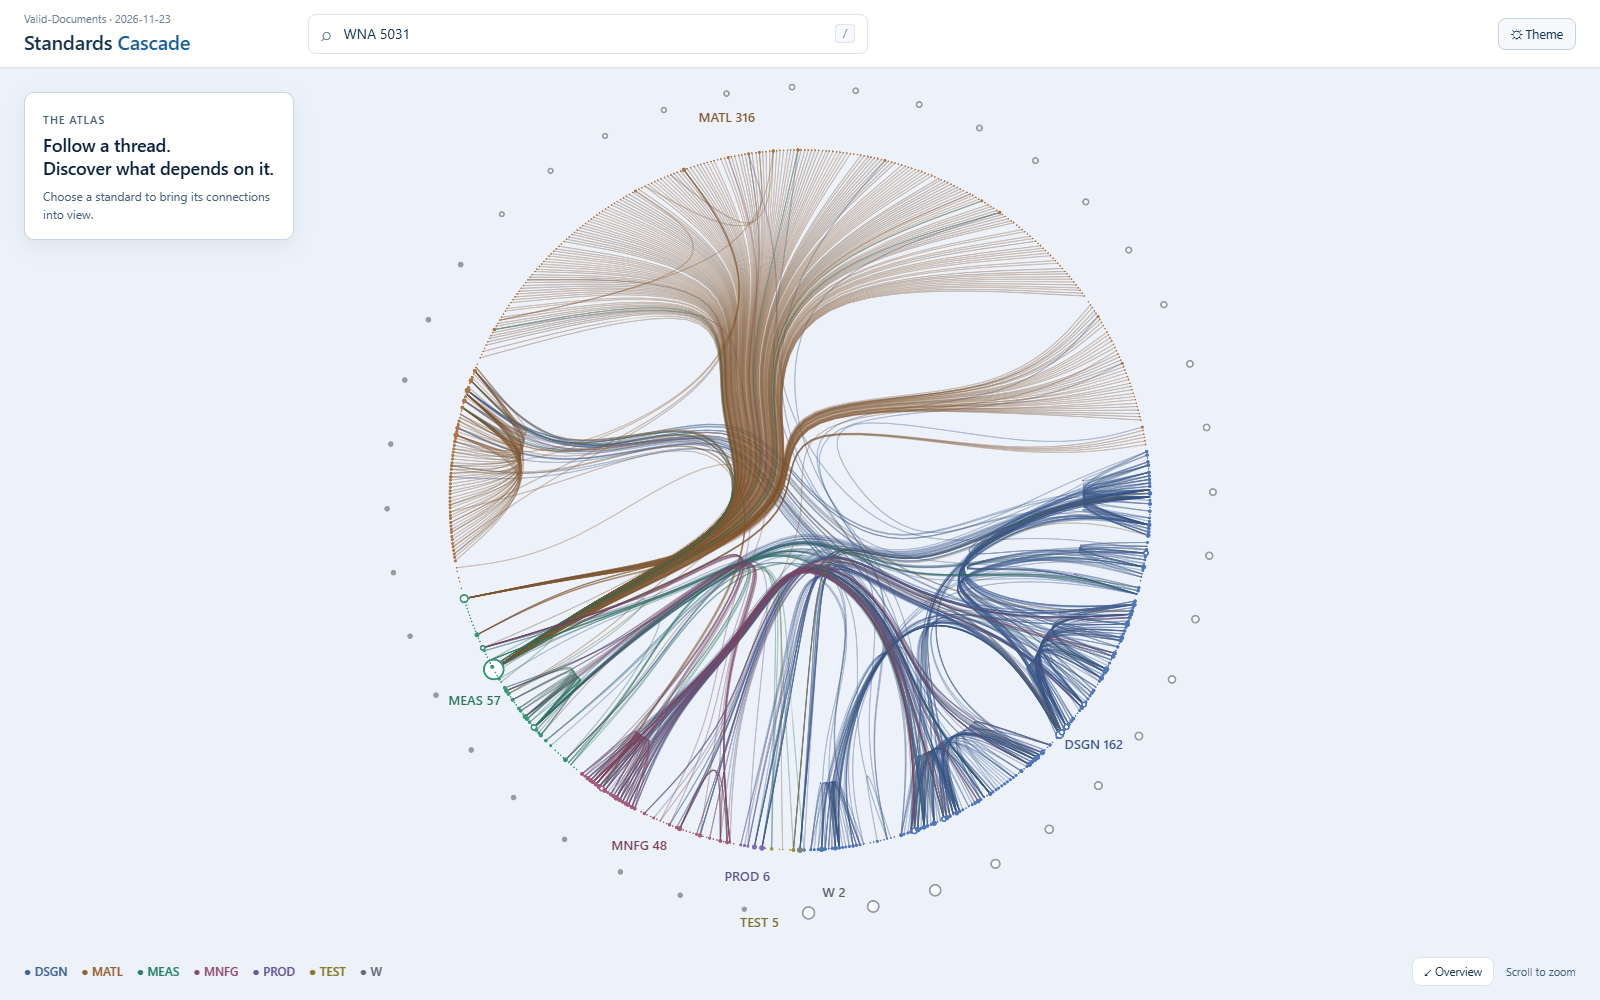 Valid-Documents · 2026-11-23
Standards Cascade
WNA 5031
/
Theme
THE ATLAS
Follow a thread.
Discover what depends on it.
Choose a standard to bring its connections
into view.
MATL 316
MEAS 57
DSGN 162
MNFG 48
PROD 6
W 2
TEST 5
DSGN
MATL
MEAS
MNFG
PROD
TEST
W
↙ Overview
Scroll to zoom